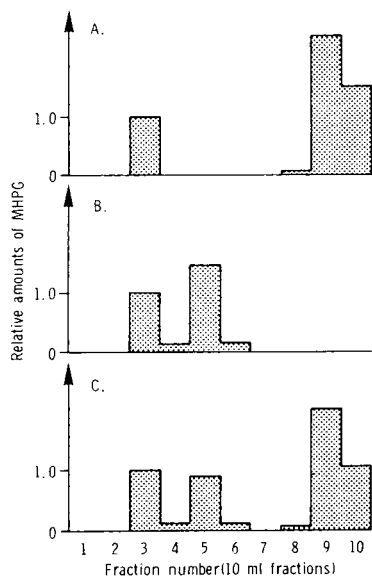 A.
1.0
0
B.
1.0
0
C.
1.0
0
Relative amounts of MHPG
1 2 3 4 5 6 7 8 9 10
Fraction number(10 ml fractions)